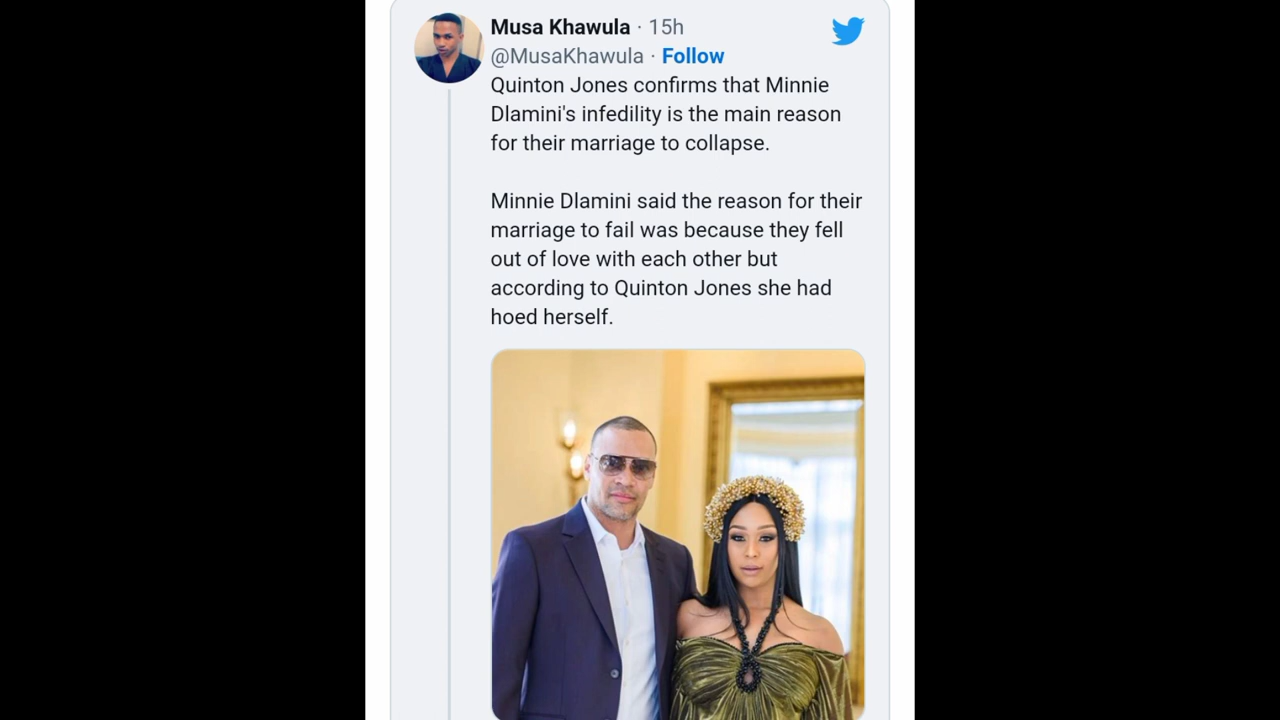 Musa Khawula · 15h
@MusaKhawula · Follow
Quinton Jones confirms that Minnie
Dlamini's infedility is the main reason
for their marriage to collapse.
Minnie Dlamini said the reason for their
marriage to fail was because they fell
out of love with each other but
according to Quinton Jones she had
hoed herself.